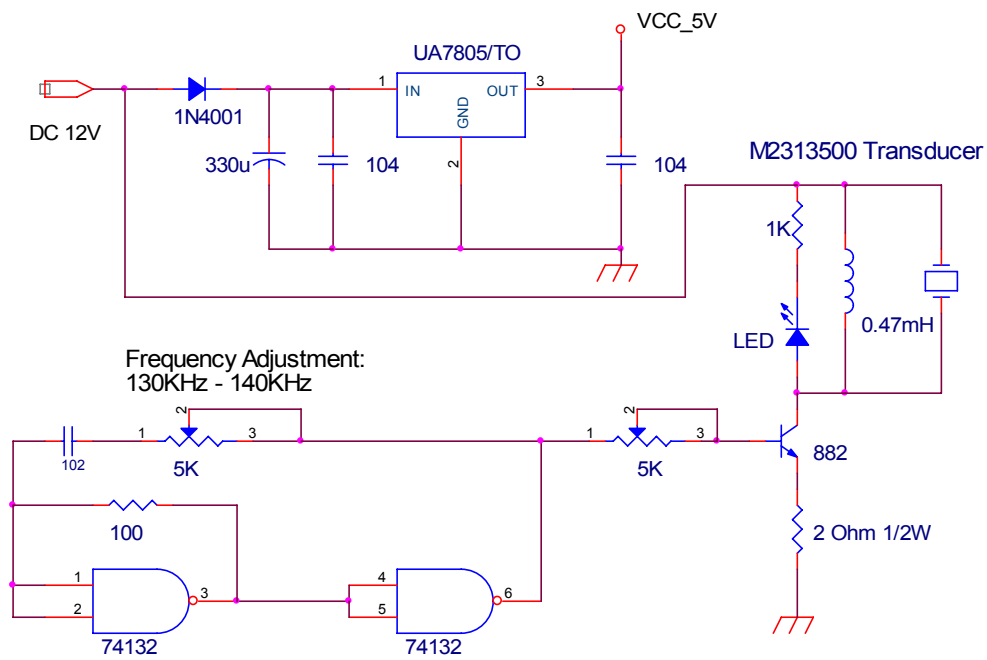 VCC_5V
UA7805/TO
1
IN
OUT
3
GND
2
DC 12V
1N4001
330u
104
104
M2313500 Transducer
1K
LED
0.47mH
Frequency Adjustment:
130KHz - 140KHz
102
1
2
3
5K
1
2
3
5K
882
100
2 Ohm 1/2W
1
2
3
74132
4
5
6
74132